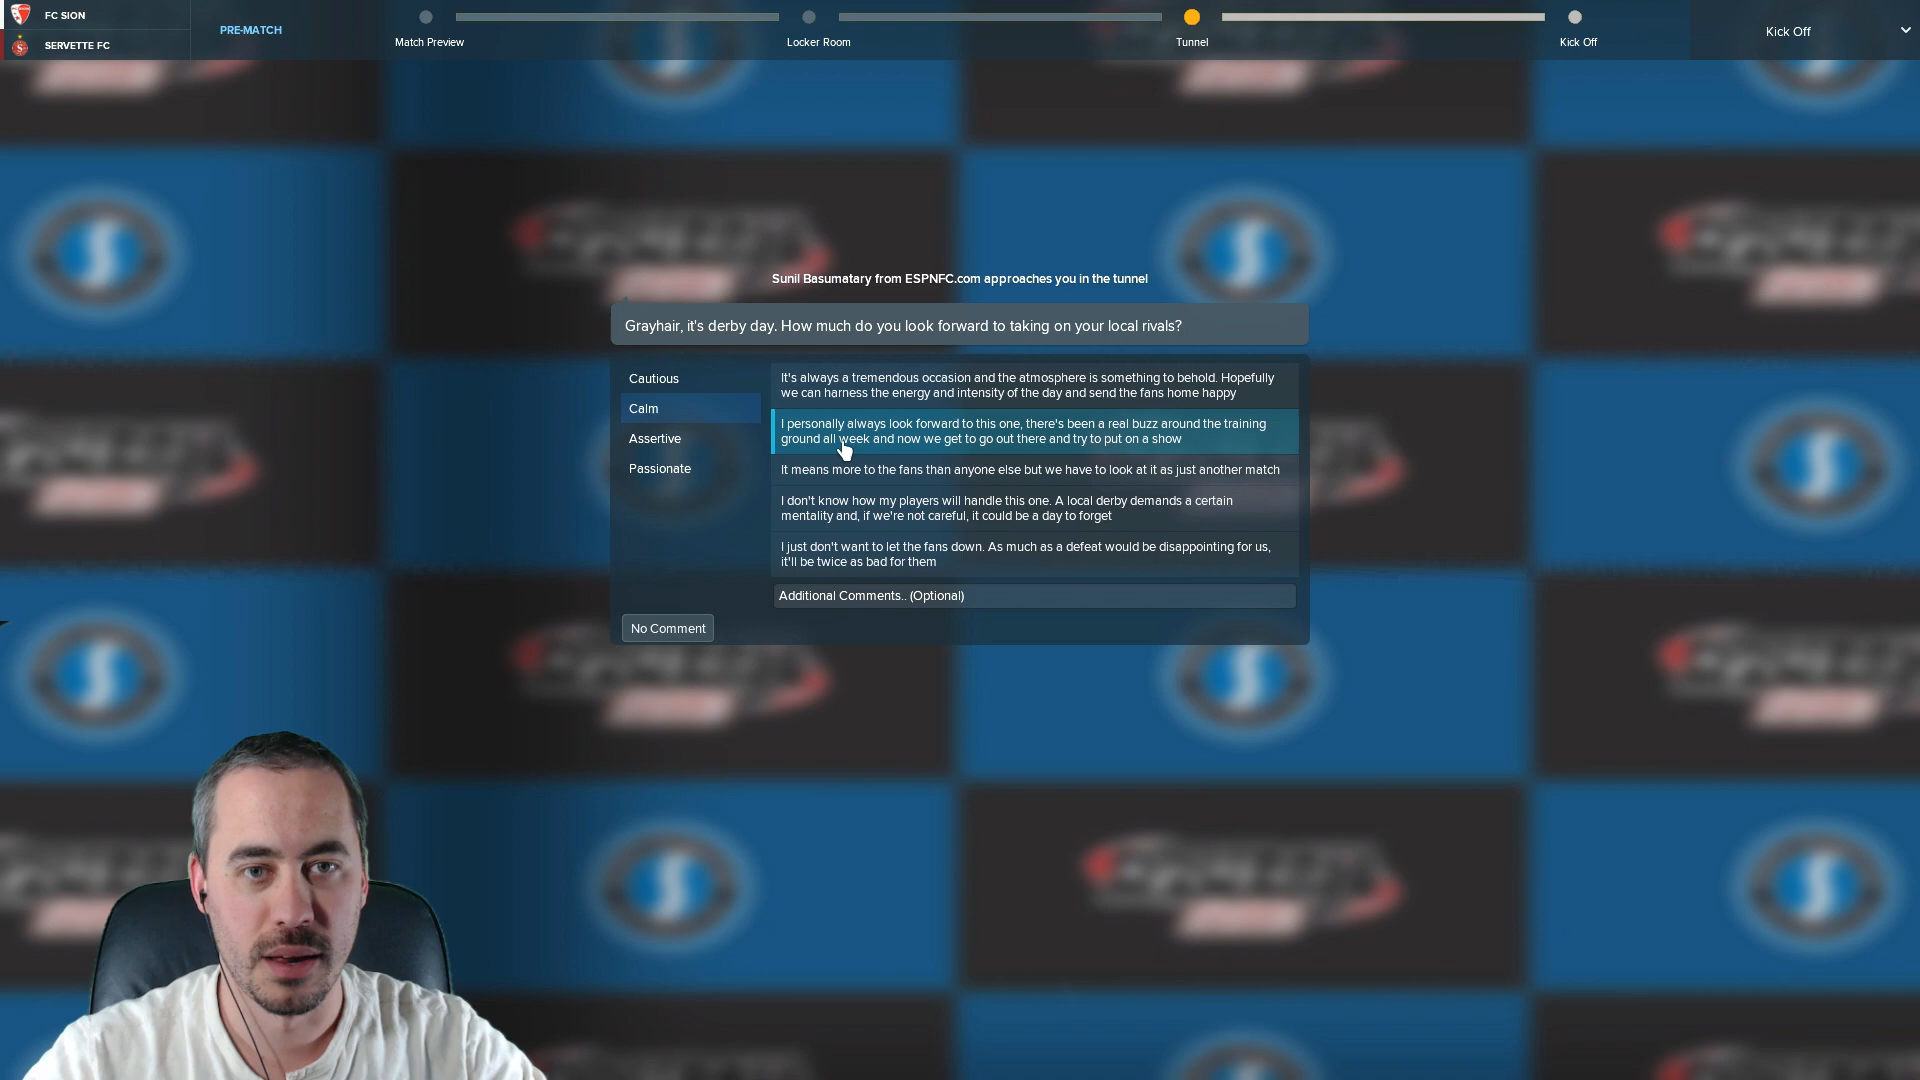 FC SION
SERVETTE FC
PRE-MATCH
Match Preview
Locker Room
Tunnel
Kick Off
Kick Off
Sunil Basumatary from ESPNFC.com approaches you in the tunnel
Grayhair, it's derby day. How much do you look forward to taking on your local rivals?
Cautious
Calm
Assertive
Passionate
It's always a tremendous occasion and the atmosphere is something to behold. Hopefully
we can harness the energy and intensity of the day and send the fans home happy
I personally always look forward to this one, there's been a real buzz around the training
ground all week and now we get to go out there and try to put on a show
It means more to the fans than anyone else but we have to look at it as just another match
I don't know how my players will handle this one. A local derby demands a certain
mentality and, if we're not careful, it could be a day to forget
I just don't want to let the fans down. As much as a defeat would be disappointing for us,
it'll be twice as bad for them
Additional Comments.. (Optional)
No Comment